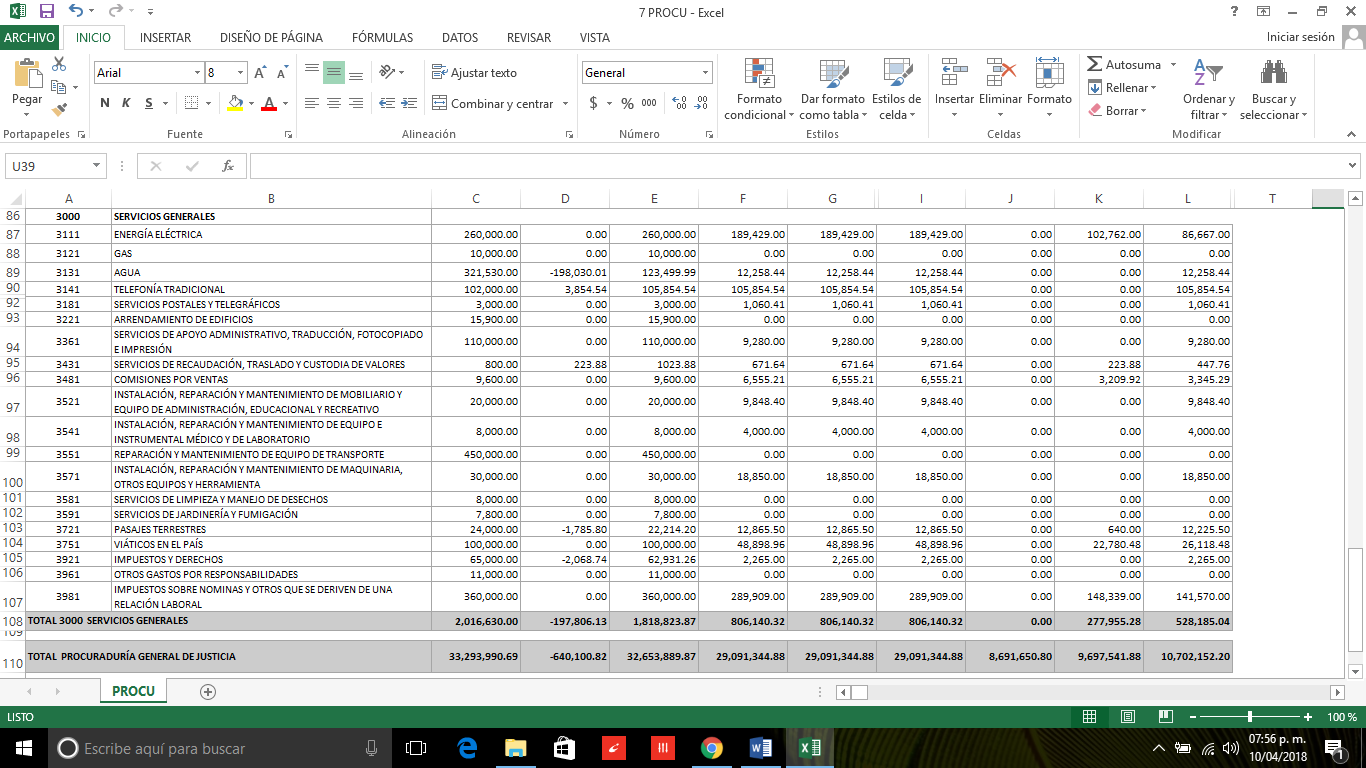 7 PROCU - Excel
?
ARCHIVO INICIO INSERTAR DISEÑO DE PÁGINA FÓRMULAS DATOS REVISAR VISTA Iniciar sesión
Pegar
Arial 8 A A
N K S A
Ajustar texto
Combinar y centrar
General
$ % 000
Formato condicional
Dar formato como tabla
Estilos de celda
Insertar Eliminar Formato
Autosuma
Rellenar
Borrar
Ordenar y filtrar
Buscar y seleccionar
Portapapeles Fuente Alineación Número Estilos Celdas Modificar
U39 fx
A B C D E F G I J K L T
86 3000 SERVICIOS GENERALES
87 3111 ENERGÍA ELÉCTRICA 260,000.00 0.00 260,000.00 189,429.00 189,429.00 189,429.00 0.00 102,762.00 86,667.00
88 3121 GAS 10,000.00 0.00 10,000.00 0.00 0.00 0.00 0.00 0.00 0.00
89 3131 AGUA 321,530.00 -198,030.01 123,499.99 12,258.44 12,258.44 12,258.44 0.00 0.00 12,258.44
90 3141 TELEFONÍA TRADICIONAL 102,000.00 3,854.54 105,854.54 105,854.54 105,854.54 105,854.54 0.00 0.00 105,854.54
92 3181 SERVICIOS POSTALES Y TELEGRÁFICOS 3,000.00 0.00 3,000.00 1,060.41 1,060.41 1,060.41 0.00 0.00 1,060.41
93 3221 ARRENDAMIENTO DE EDIFICIOS 15,900.00 0.00 15,900.00 0.00 0.00 0.00 0.00 0.00 0.00
94 3361 SERVICIOS DE APOYO ADMINISTRATIVO, TRADUCCIÓN, FOTOCOPIADO
E IMPRESIÓN 110,000.00 0.00 110,000.00 9,280.00 9,280.00 9,280.00 0.00 0.00 9,280.00
95 3431 SERVICIOS DE RECAUDACIÓN, TRASLADO Y CUSTODIA DE VALORES 800.00 223.88 1023.88 671.64 671.64 671.64 0.00 223.88 447.76
96 3481 COMISIONES POR VENTAS 9,600.00 0.00 9,600.00 6,555.21 6,555.21 6,555.21 0.00 3,209.92 3,345.29
97 3521 INSTALACIÓN, REPARACIÓN Y MANTENIMIENTO DE MOBILIARIO Y
EQUIPO DE ADMINISTRACIÓN, EDUCACIONAL Y RECREATIVO 20,000.00 0.00 20,000.00 9,848.40 9,848.40 9,848.40 0.00 0.00 9,848.40
98 3541 INSTALACIÓN, REPARACIÓN Y MANTENIMIENTO DE EQUIPO E
INSTRUMENTAL MÉDICO Y DE LABORATORIO 8,000.00 0.00 8,000.00 4,000.00 4,000.00 4,000.00 0.00 0.00 4,000.00
99 3551 REPARACIÓN Y MANTENIMIENTO DE EQUIPO DE TRANSPORTE 450,000.00 0.00 450,000.00 0.00 0.00 0.00 0.00 0.00 0.00
100 3571 INSTALACIÓN, REPARACIÓN Y MANTENIMIENTO DE MAQUINARIA,
OTROS EQUIPOS Y HERRAMIENTA 30,000.00 0.00 30,000.00 18,850.00 18,850.00 18,850.00 0.00 0.00 18,850.00
101 3581 SERVICIOS DE LIMPIEZA Y MANEJO DE DESECHOS 8,000.00 0.00 8,000.00 0.00 0.00 0.00 0.00 0.00 0.00
102 3591 SERVICIOS DE JARDINERÍA Y FUMIGACIÓN 7,800.00 0.00 7,800.00 0.00 0.00 0.00 0.00 0.00 0.00
103 3721 PASAJES TERRESTRES 24,000.00 -1,785.80 22,214.20 12,865.50 12,865.50 12,865.50 0.00 640.00 12,225.50
104 3751 VIÁTICOS EN EL PAÍS 100,000.00 0.00 100,000.00 48,898.96 48,898.96 48,898.96 0.00 22,780.48 26,118.48
105 3921 IMPUESTOS Y DERECHOS 65,000.00 -2,068.74 62,931.26 2,265.00 2,265.00 2,265.00 0.00 0.00 2,265.00
106 3961 OTROS GASTOS POR RESPONSABILIDADES 11,000.00 0.00 11,000.00 0.00 0.00 0.00 0.00 0.00 0.00
107 3981 IMPUESTOS SOBRE NOMINAS Y OTROS QUE SE DERIVEN DE UNA
RELACIÓN LABORAL 360,000.00 0.00 360,000.00 289,909.00 289,909.00 289,909.00 0.00 148,339.00 141,570.00
108 TOTAL 3000 SERVICIOS GENERALES 2,016,630.00 -197,806.13 1,818,823.87 806,140.32 806,140.32 806,140.32 0.00 277,955.28 528,185.04
109
110 TOTAL PROCURADURÍA GENERAL DE JUSTICIA 33,293,990.69 -640,100.82 32,653,889.87 29,091,344.88 29,091,344.88 29,091,344.88 8,691,650.80 9,697,541.88 10,702,152.20
PROCU
LISTO 100 %
Escribe aquí para buscar
07:56 p. m.
10/04/2018
1